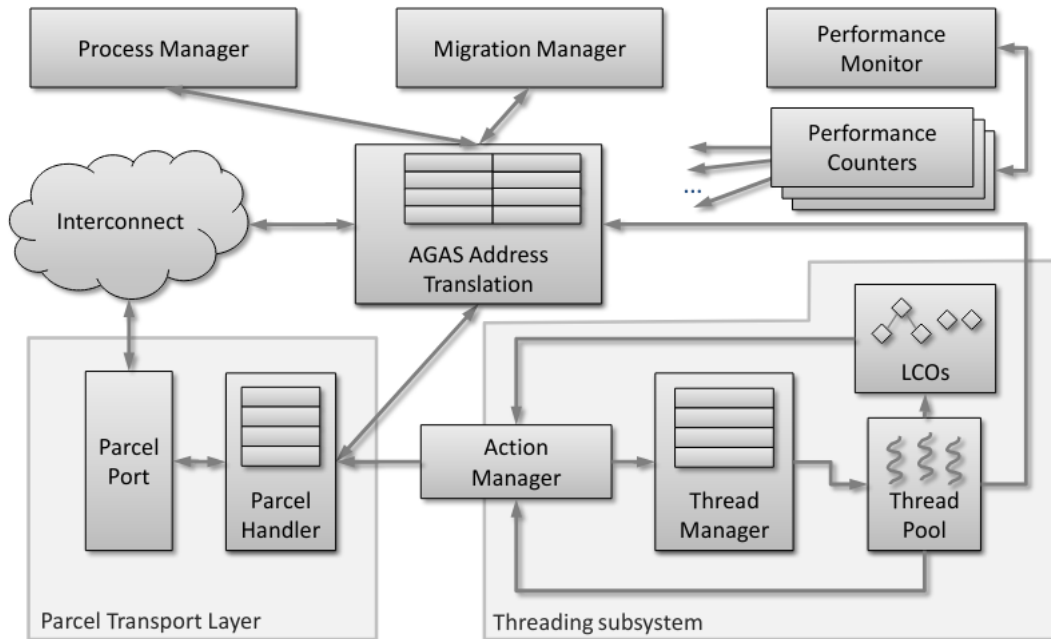 Process Manager
Migration Manager
Performance
Monitor
Performance
Counters
...
Interconnect
AGAS Address
Translation
LCOs
Parcel
Port
Parcel
Handler
Action
Manager
Thread
Manager
Thread
Pool
Parcel Transport Layer
Threading subsystem